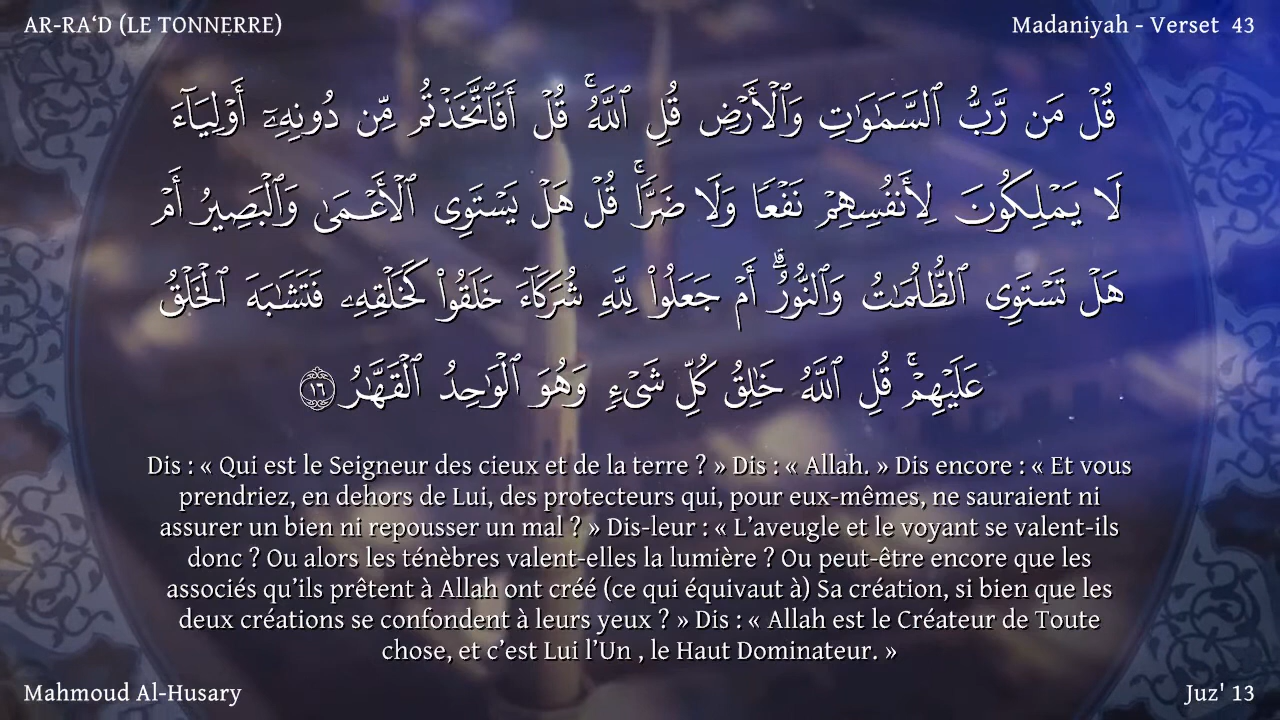 AR-RA‘D (LE TONNERRE)
Madaniyah - Verset 43
قُلْ مَن رَّبُّ ٱلسَّمَـٰوَٰتِ وَٱلْأَرْضِ قُلِ ٱللَّهُ ۚ قُلْ أَفَٱتَّخَذْتُم مِّن دُونِهِۦٓ أَوْلِيَآءَ
لَا يَمْلِكُونَ لِأَنفُسِهِمْ نَفْعًا وَلَا ضَرًّا ۚ قُلْ هَلْ يَسْتَوِى ٱلْأَعْمَىٰ وَٱلْبَصِيرُ أَمْ
هَلْ تَسْتَوِى ٱلظُّلُمَـٰتُ وَٱلنُّورُ ۗ أَمْ جَعَلُوا۟ لِلَّهِ شُرَكَآءَ خَلَقُوا۟ كَخَلْقِهِۦ فَتَشَـٰبَهَ ٱلْخَلْقُ
عَلَيْهِمْ ۚ قُلِ ٱللَّهُ خَـٰلِقُ كُلِّ شَىْءٍ وَهُوَ ٱلْوَٰحِدُ ٱلْقَهَّـٰرُ ١٦
Dis : « Qui est le Seigneur des cieux et de la terre ? » Dis : « Allah. » Dis encore : « Et vous
prendriez, en dehors de Lui, des protecteurs qui, pour eux-mêmes, ne sauraient ni
assurer un bien ni repousser un mal ? » Dis-leur : « L’aveugle et le voyant se valent-ils
donc ? Ou alors les ténèbres valent-elles la lumière ? Ou peut-être encore que les
associés qu’ils prêtent à Allah ont créé (ce qui équivaut à) Sa création, si bien que les
deux créations se confondent à leurs yeux ? » Dis : « Allah est le Créateur de Toute
chose, et c’est Lui l’Un , le Haut Dominateur. »
Mahmoud Al-Husary
Juz' 13